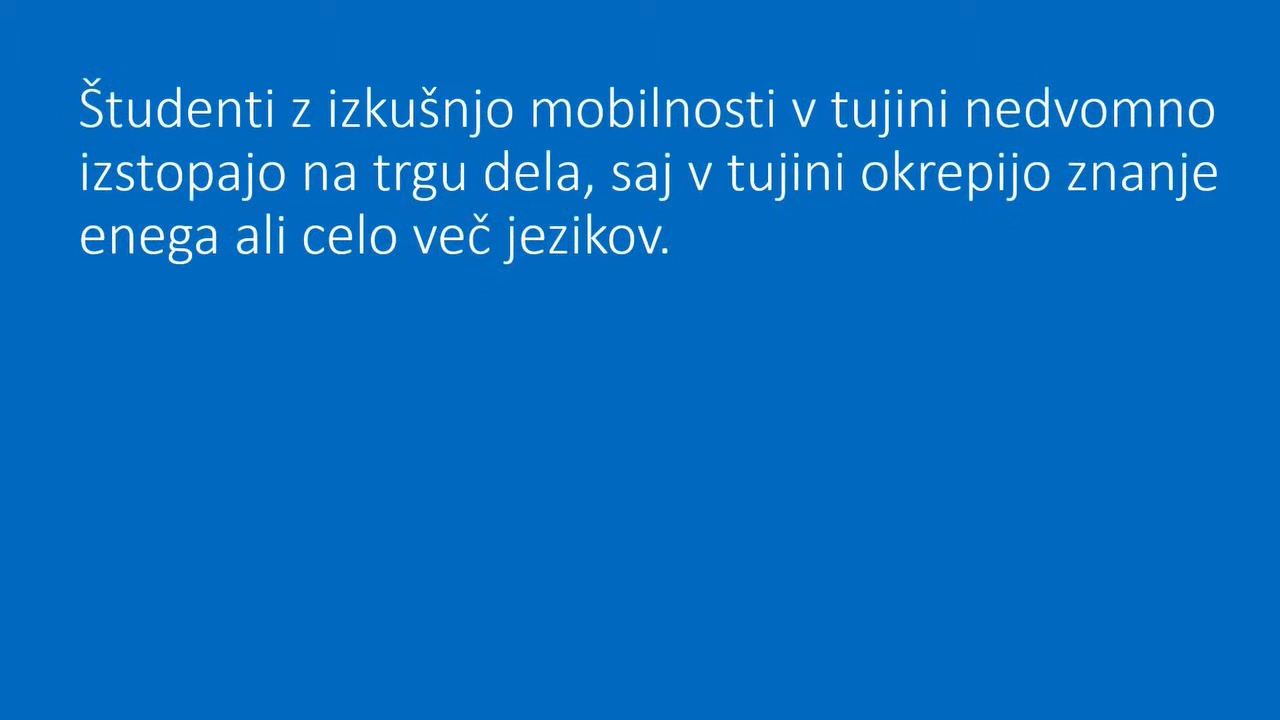 Študenti z izkušnjo mobilnosti v tujini nedvomno
izstopajo na trgu dela, saj v tujini okrepijo znanje
enega ali celo več jezikov.